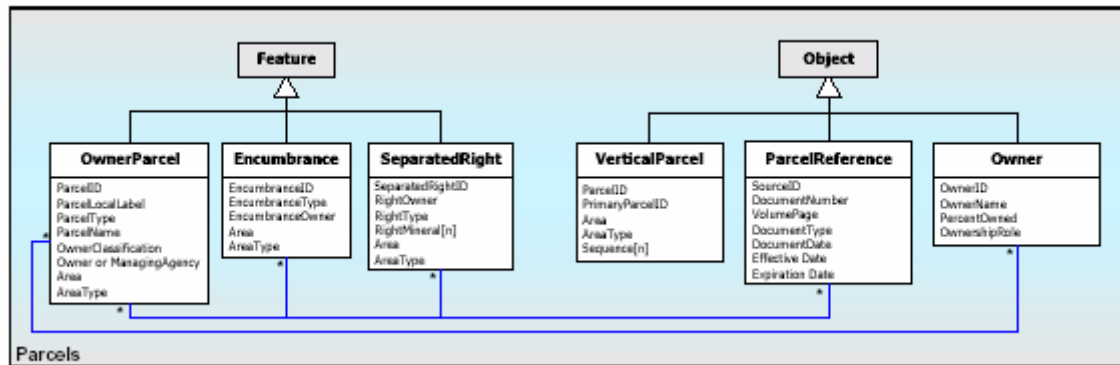 Feature
Object
OwnerParcel
ParcelID
ParcelLocalLabel
ParcelType
ParcelName
OwnerClassification
Owner or ManagingAgency
Area
AreaType
Encumbrance
EncumbranceID
EncumbranceType
EncumbranceOwner
Area
AreaType
SeparatedRight
SeparatedRightID
RightOwner
RightType
RightMineral[n]
Area
AreaType
VerticalParcel
ParcelID
PrimaryParcelID
Area
AreaType
Sequence[n]
ParcelReference
SourceID
DocumentNumber
VolumePage
DocumentType
DocumentDate
Effective Date
Expiration Date
Owner
OwnerID
OwnerName
PercentOwned
OwnershipRole
*
*
*
*
*
*
Parcels